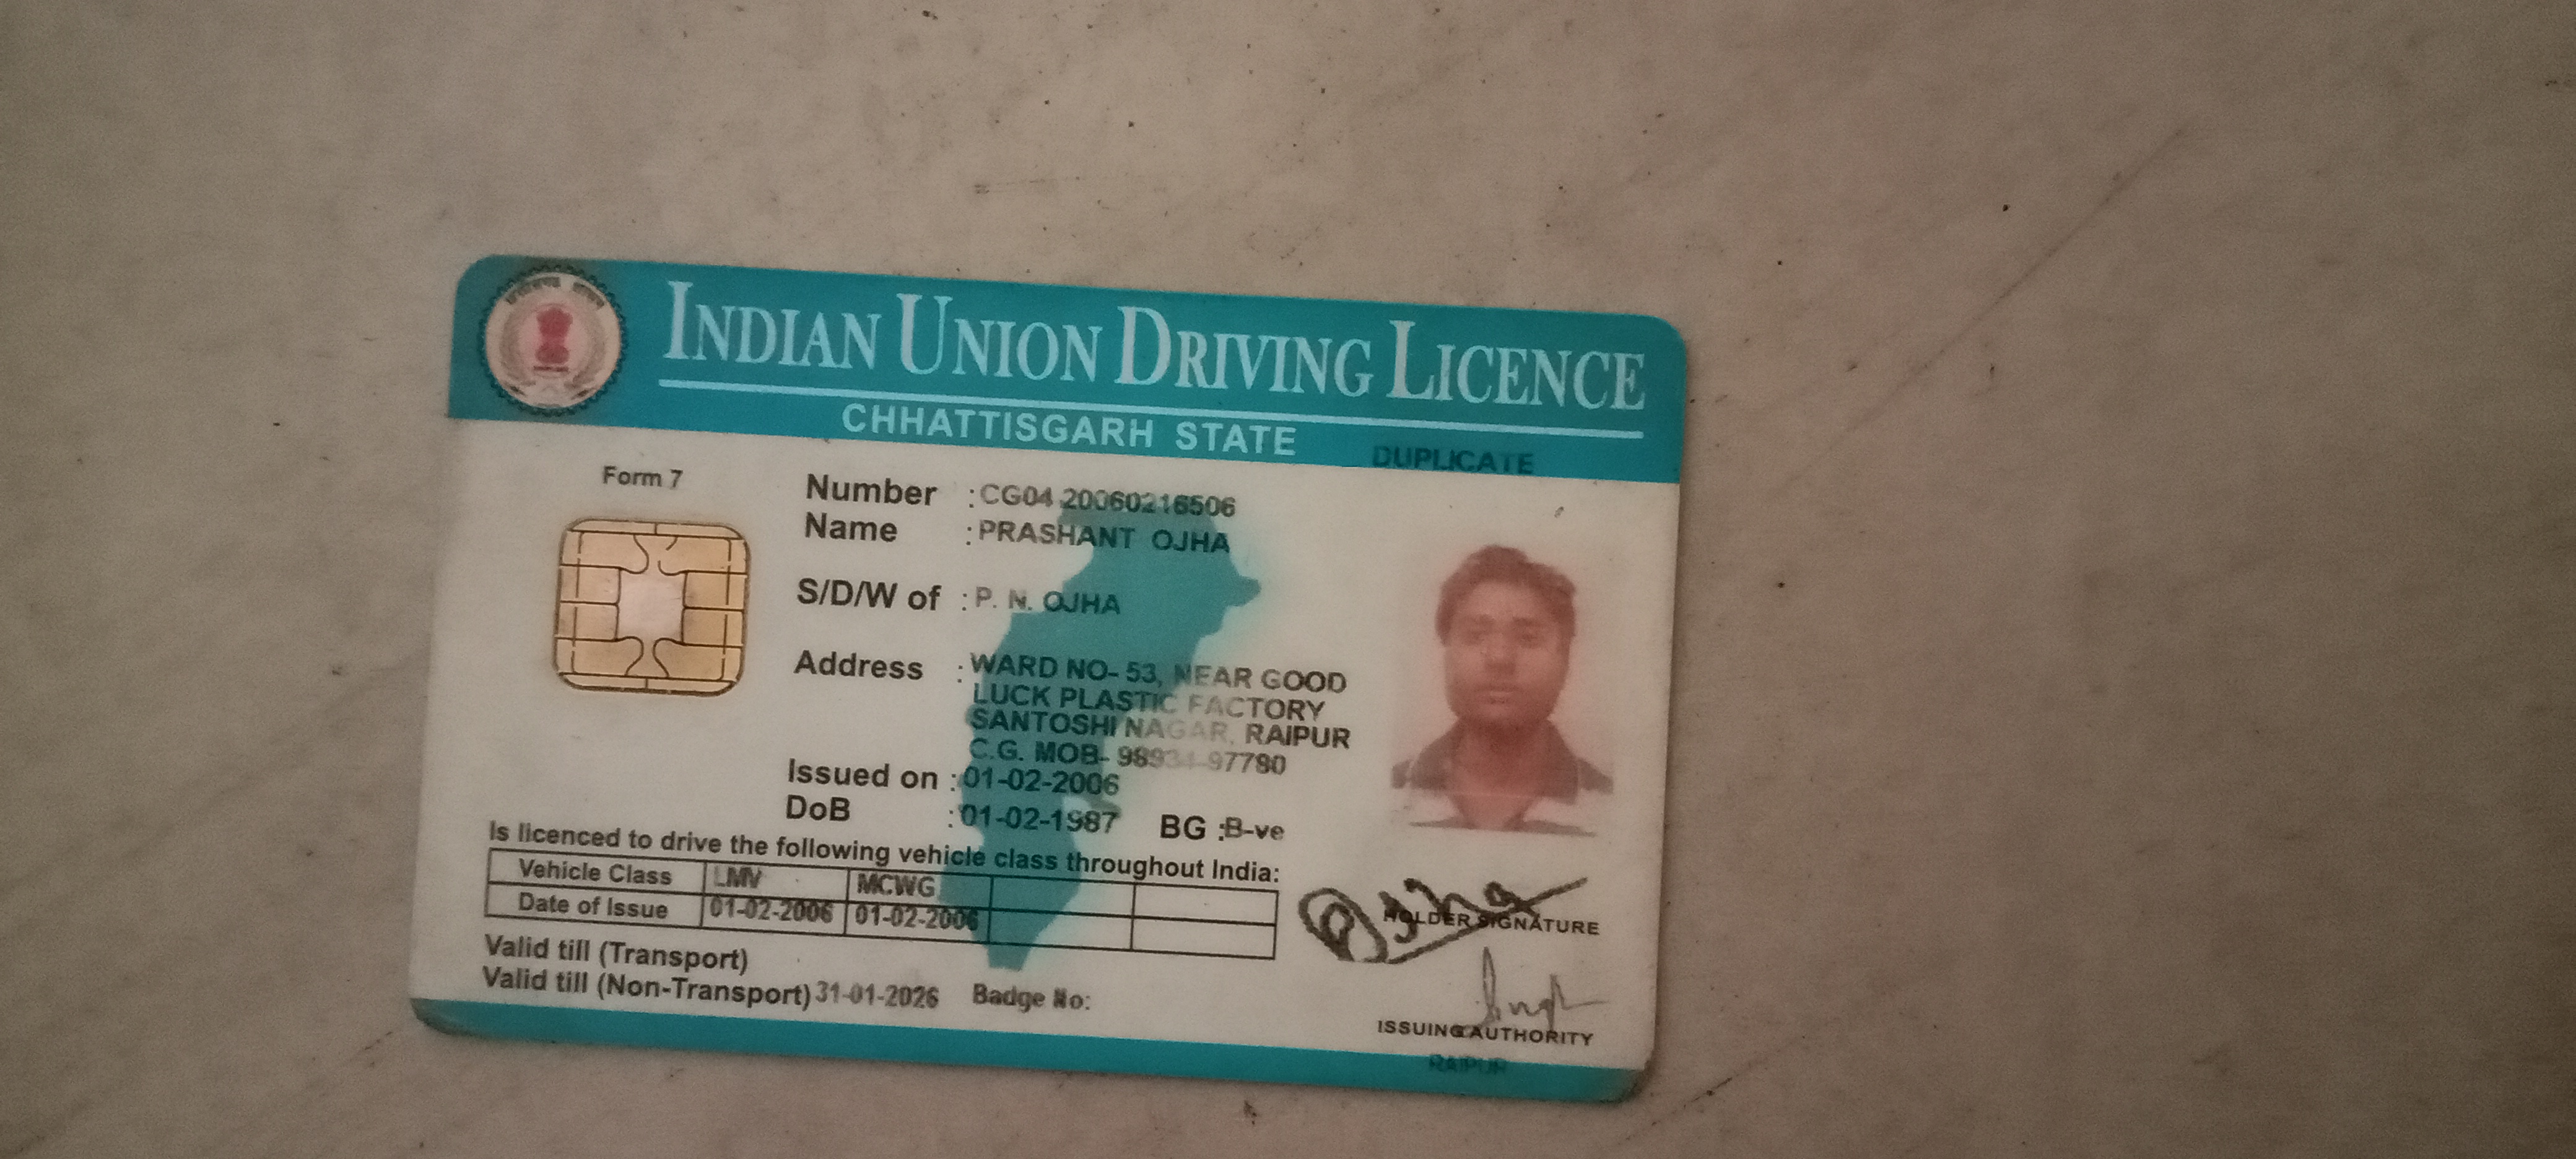 INDIAN UNION DRIVING LICENCE
CHHATTISGARH STATE
DUPLICATE
Form 7
Number : CG04 20060216506
Name : PRASHANT OJHA
S/D/W of : P. N. OJHA
Address : WARD NO- 53, NEAR GOOD
LUCK PLASTIC FACTORY
SANTOSHI NAGAR, RAIPUR
C.G. MOB-
Issued on : 01-02-2006
DoB : 01-02-1987 BG : B-ve
Is licenced to drive the following vehicle class throughout India:
Vehicle Class LMV MCWG
Date of Issue 01-02-2006 01-02-2006
HOLDER SIGNATURE
Valid till (Transport)
Valid till (Non-Transport) 31-01-2026 Badge No:
ISSUING AUTHORITY
RAIPUR